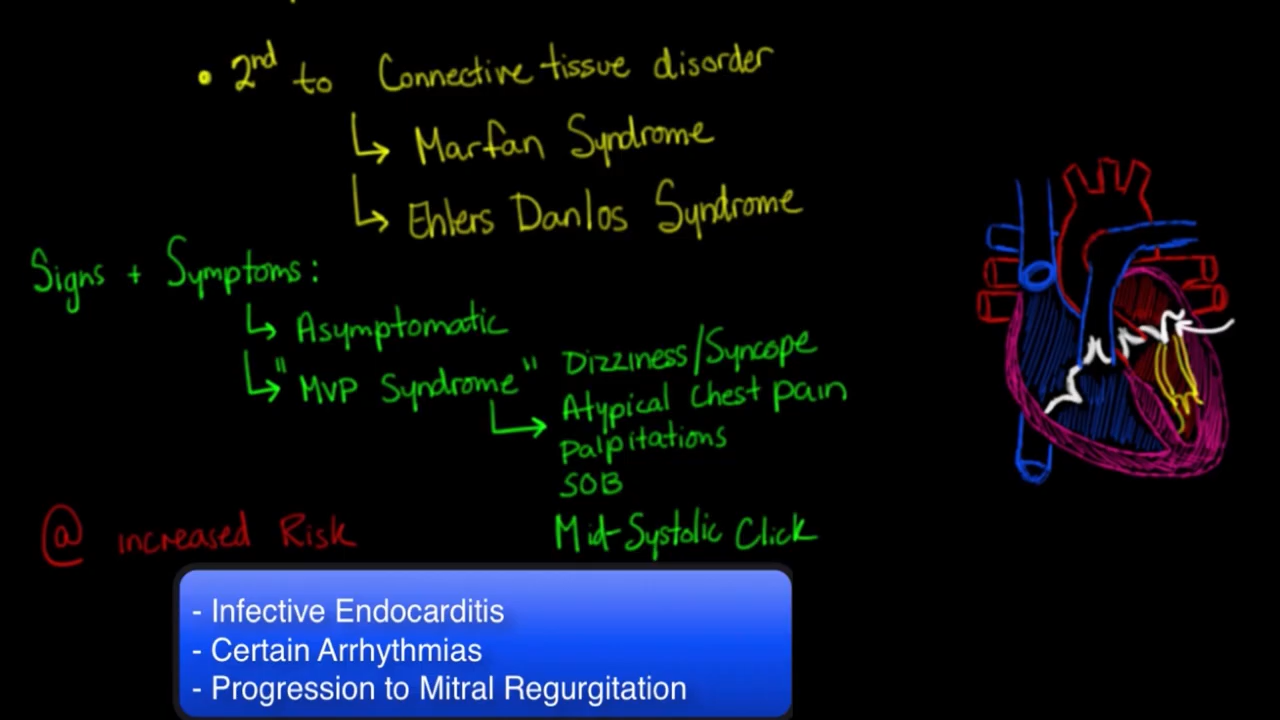 • 2nd to Connective tissue disorder
↳ Marfan Syndrome
↳ Ehlers Danlos Syndrome
Signs + Symptoms:
↳ Asymptomatic
↳ "MVP Syndrome"
↳ Dizziness/Syncope
Atypical Chest pain
Palpitations
SOB
Mid-Systolic Click
@ increased Risk
- Infective Endocarditis
- Certain Arrhythmias
- Progression to Mitral Regurgitation